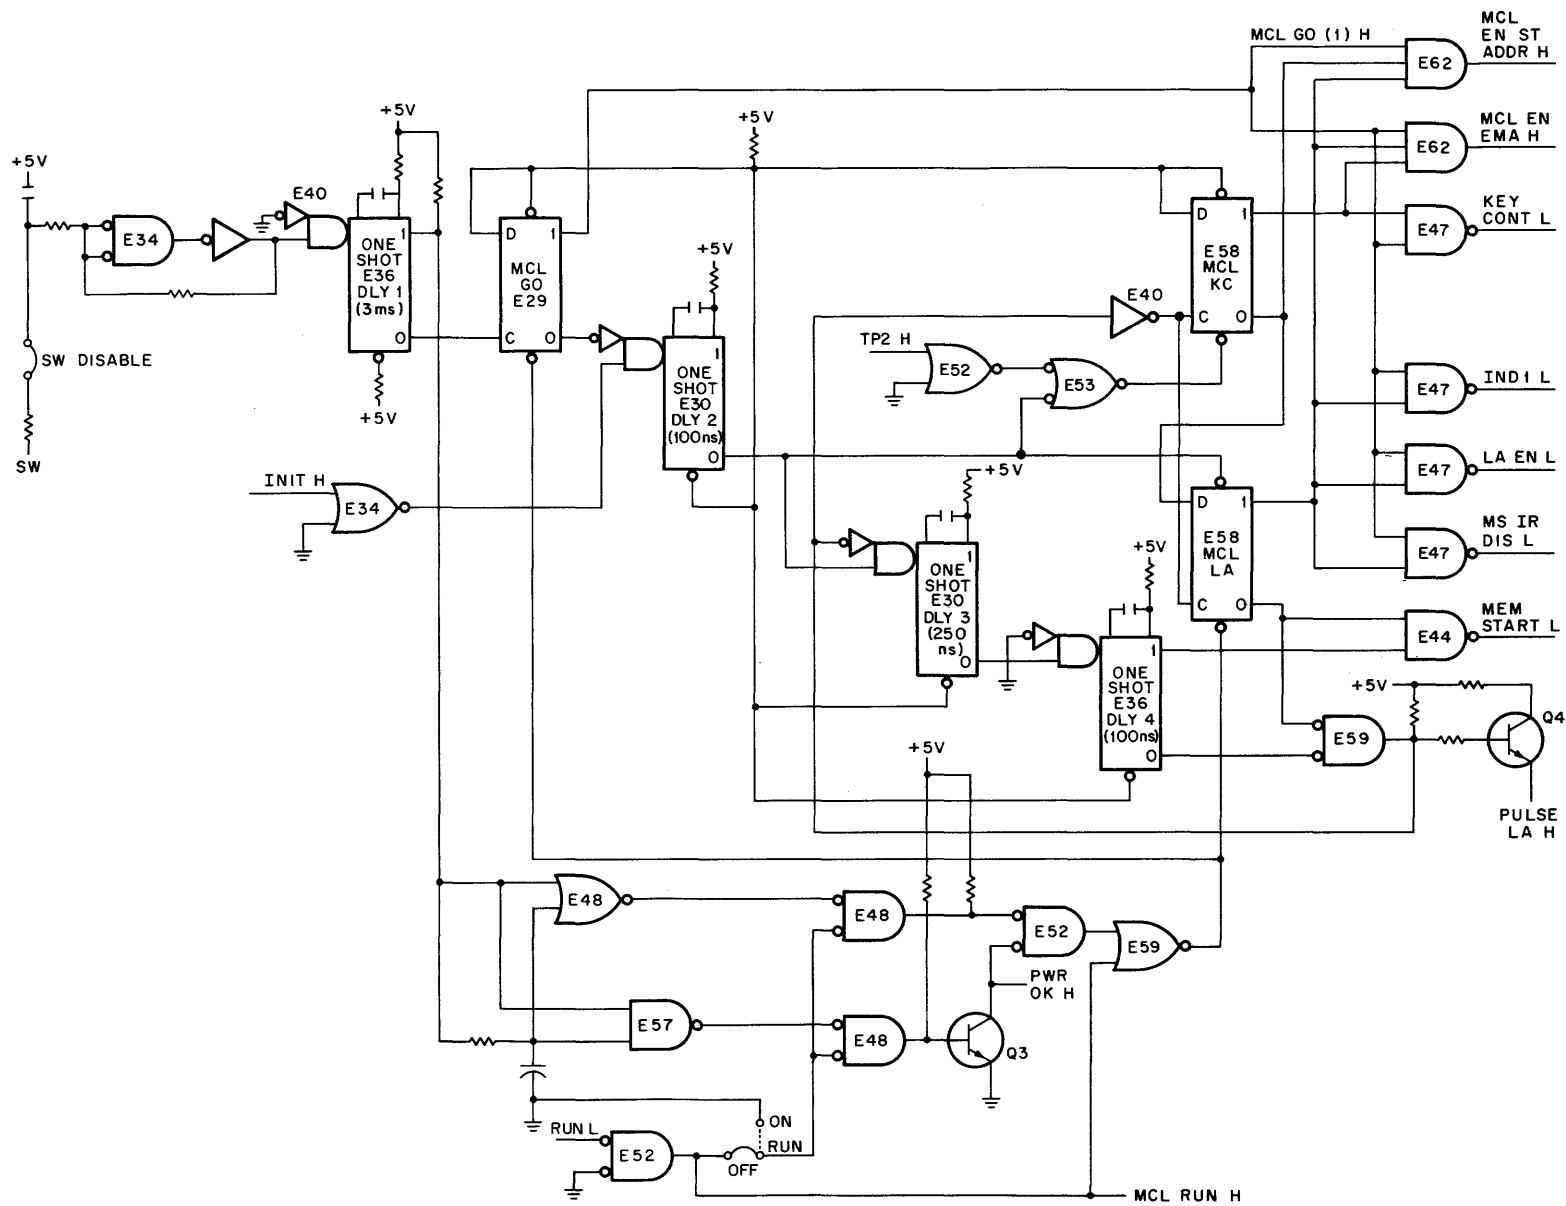 MCL
EN ST
ADDR H
MCL GO (1) H
E62
+5V
+5V
MCL EN
EMA H
E62
+5V
E40
KEY
CONT L
E47
E34
ONE
SHOT
E36
DLY 1
(3ms)
1
0
+5V
D 1
MCL
GO
E29
C 0
D 1
E58
MCL
KC
C 0
+5V
E40
SW DISABLE
SW
TP2 H
E52
E53
1
ONE
SHOT
E30
DLY 2
(100ns)
0
IND1 L
E47
LA EN L
E47
INIT H
E34
+5V
D 1
E58
MCL
LA
C 0
MS IR
DIS L
E47
1
ONE
SHOT
E30
DLY 3
(250
ns)
0
+5V
MEM
START L
E44
1
ONE
SHOT
E36
DLY 4
(100ns)
0
+5V
Q4
E59
PULSE
LA H
+5V
E48
E48
E52
E59
PWR
OK H
E57
E48
Q3
ON
RUN L
E52
RUN
OFF
MCL RUN H